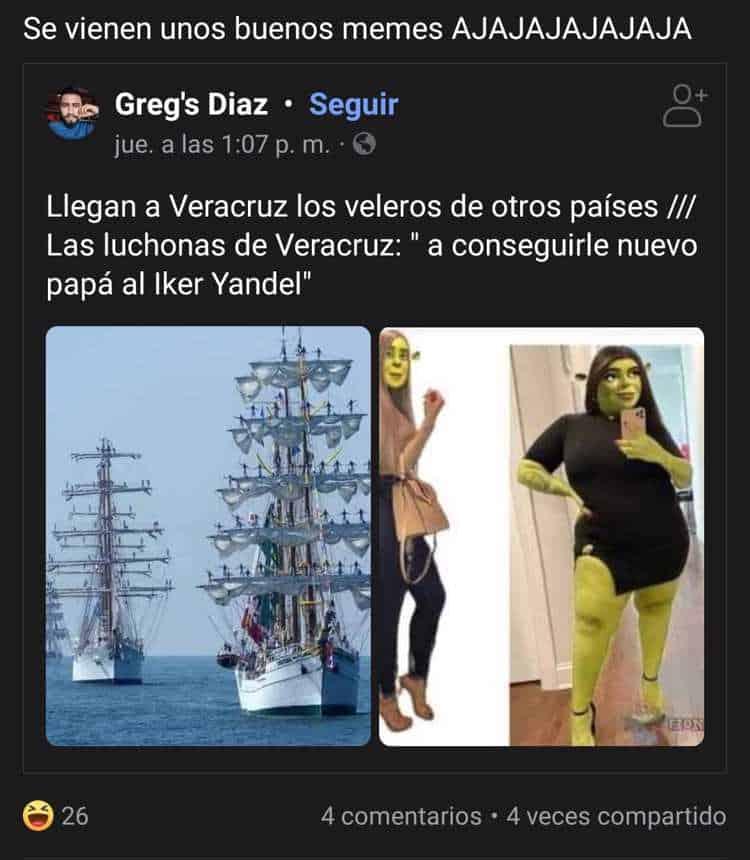 Se vienen unos buenos memes AJAJAJAJAJAJA
Greg's Diaz • Seguir
jue. a las 1:07 p. m. ·
Llegan a Veracruz los veleros de otros países ///
Las luchonas de Veracruz: " a conseguirle nuevo
papá al Iker Yandel"
26
4 comentarios • 4 veces compartido